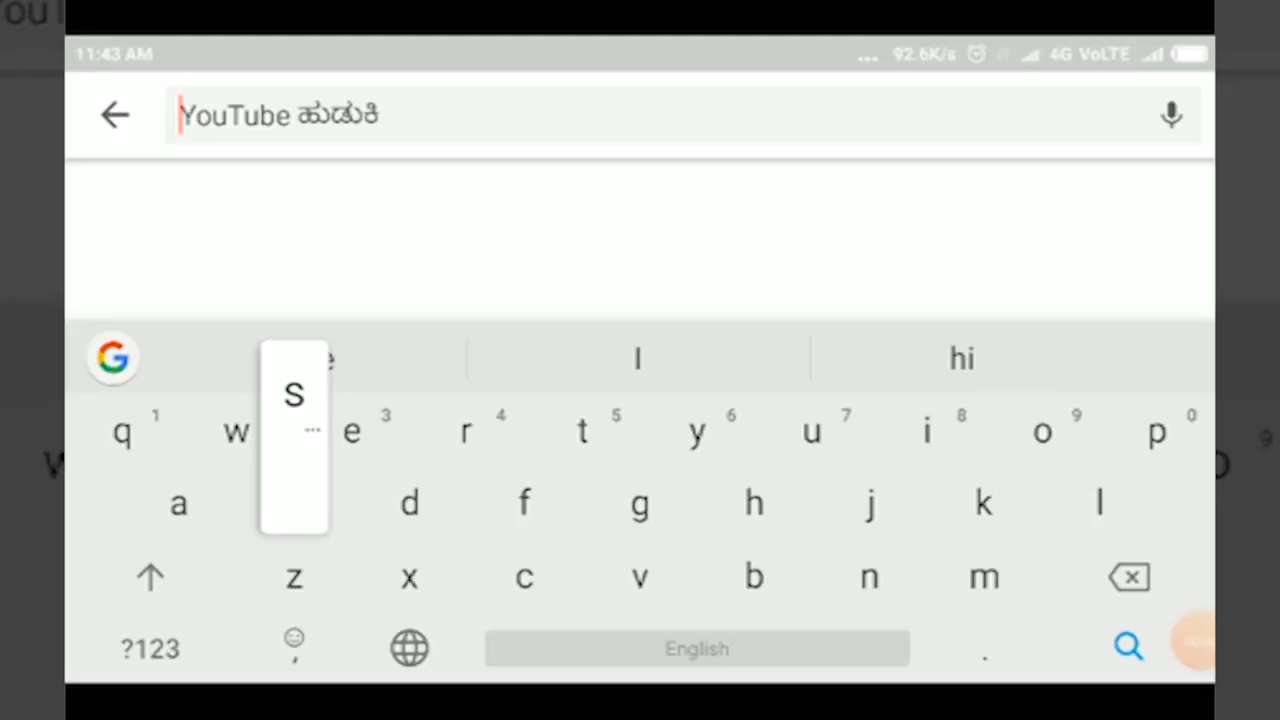 11:43 AM ... 92.6K/s 4G VoLTE
YouTube ಹುಡುಕಿ
I hi
q 1 w e 3 r 4 t 5 y 6 u 7 i 8 o 9 p 0
S
a d f g h j k l
z x c v b n m
?123 , English .